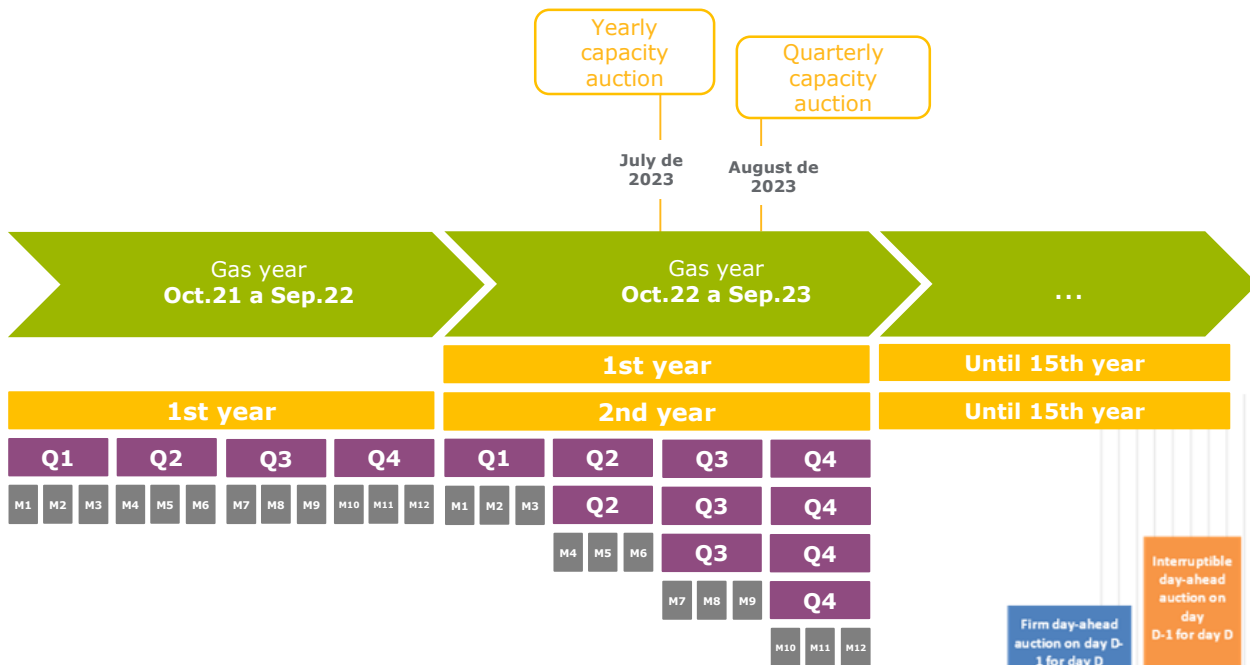 Yearly
capacity
auction
Quarterly
capacity
auction
July de
2023
August de
2023
Gas year
Oct.21 a Sep.22
Gas year
Oct.22 a Sep.23
...
1st year
Until 15th year
1st year
2nd year
Until 15th year
Q1 Q2 Q3 Q4 Q1 Q2 Q3 Q4
M1 M2 M3 M4 M5 M6 M7 M8 M9 M10 M11 M12 M1 M2 M3 Q2 Q3 Q4
M4 M5 M6 Q3 Q4
M7 M8 M9 Q4
M10 M11 M12
Interruptible
day-ahead
auction on
day
D-1 for day D
Firm day-ahead
auction on day D-
1 for day D